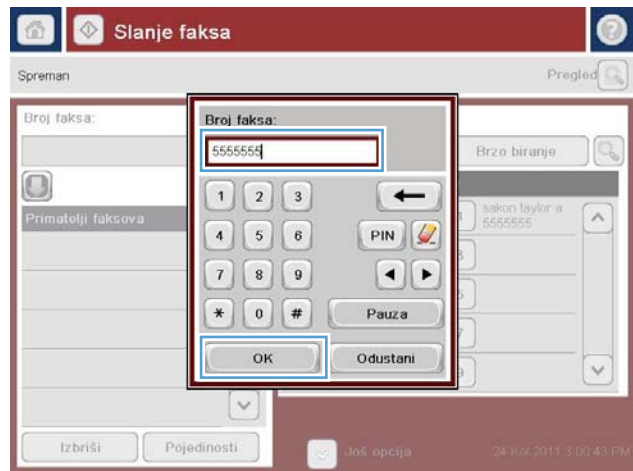 Slanje faksa
Spreman
Pregled
Broj faksa:
Brzo biranje
Primatelji faksova
1 sakon taylor a
5555555
Broj faksa:
5555555
1 2 3
4 5 6 PIN
7 8 9
* 0 # Pauza
OK Odustani
Izbriši Pojedinosti
Još opcija
24 Kol 2011 3:00:43 PM